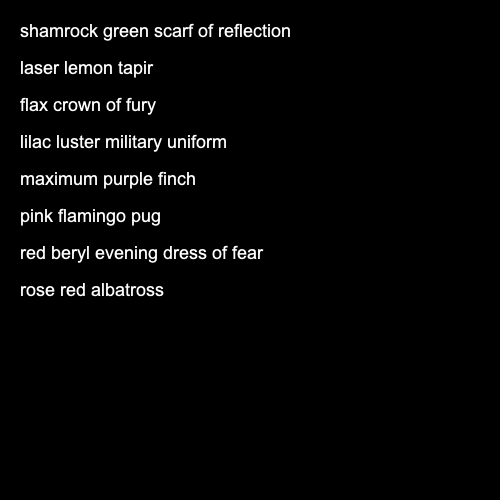 shamrock green scarf of reflection
laser lemon tapir
flax crown of fury
lilac luster military uniform
maximum purple finch
pink flamingo pug
red beryl evening dress of fear
rose red albatross